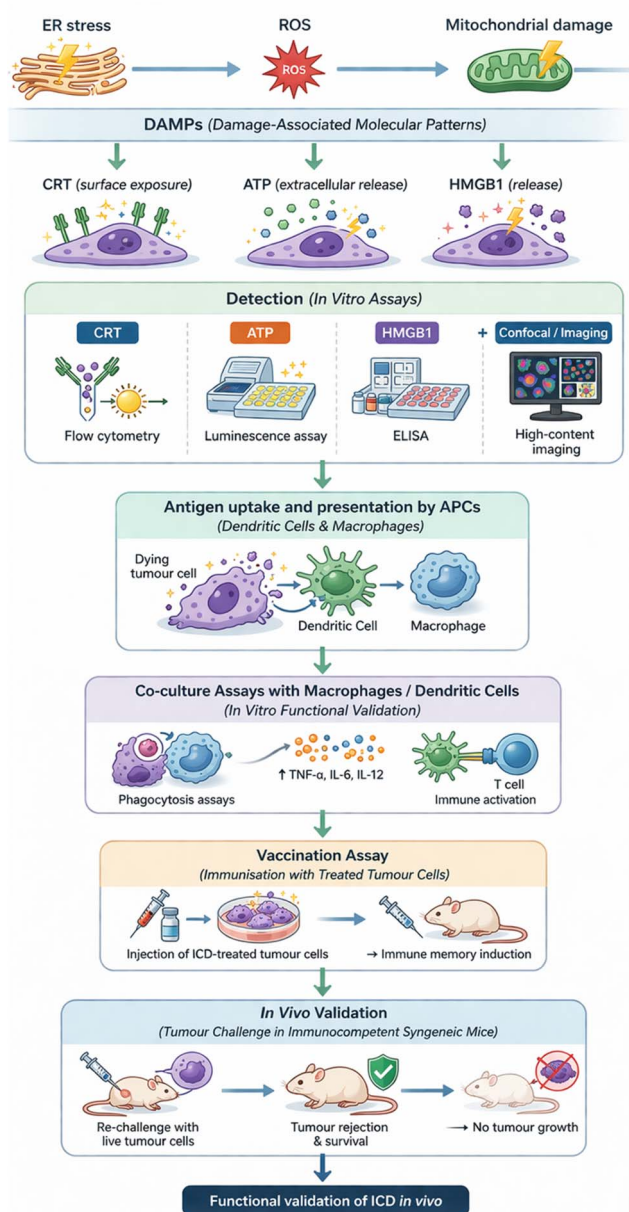 ER stress
ROS
Mitochondrial damage
ROS
DAMPs (Damage-Associated Molecular Patterns)
CRT (surface exposure)
ATP (extracellular release)
HMGB1 (release)
Detection (In Vitro Assays)
CRT
ATP
HMGB1
+ Confocal / Imaging
Flow cytometry
Luminescence assay
ELISA
High-content
imaging
Antigen uptake and presentation by APCs
(Dendritic Cells & Macrophages)
Dying
tumour cell
Dendritic Cell
Macrophage
Co-culture Assays with Macrophages / Dendritic Cells
(In Vitro Functional Validation)
Phagocytosis assays
↑ TNF-α, IL-6, IL-12
T cell
Immune activation
Vaccination Assay
(Immunisation with Treated Tumour Cells)
Injection of ICD-treated tumour cells
→ Immune memory induction
In Vivo Validation
(Tumour Challenge in Immunocompetent Syngeneic Mice)
Re-challenge with
live tumour cells
Tumour rejection
& survival
→ No tumour growth
Functional validation of ICD in vivo